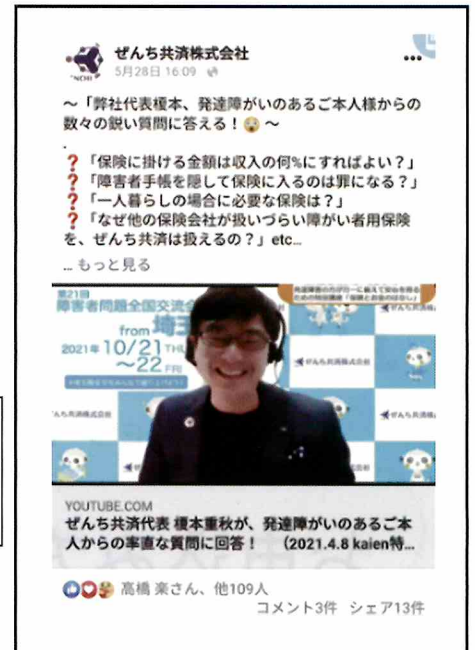 ぜんち共済株式会社
5月28日 16:09
ZENCHI
～「弊社代表榎本、発達障がいのあるご本人様からの
数々の鋭い質問に答える！😧 ～
.
❓「保険に掛ける金額は収入の何%にすればよい？」
❓「障害者手帳を隠して保険に入るのは罪になる？」
❓「一人暮らしの場合に必要な保険は？」
❓「なぜ他の保険会社が扱いづらい障がい者用保険
を、ぜんち共済は扱えるの？」etc...
... もっと見る
第21回
障害者問題全国交流会
from 埼玉
2021年 10/21 THU
～22 FRI
ぜんち共済株式会社
YOUTUBE.COM
ぜんち共済代表 榎本重秋が、発達障がいのあるご本
人からの率直な質問に回答！ （2021.4.8 kaien特...
高橋 楽さん、他109人
コメント3件 シェア13件